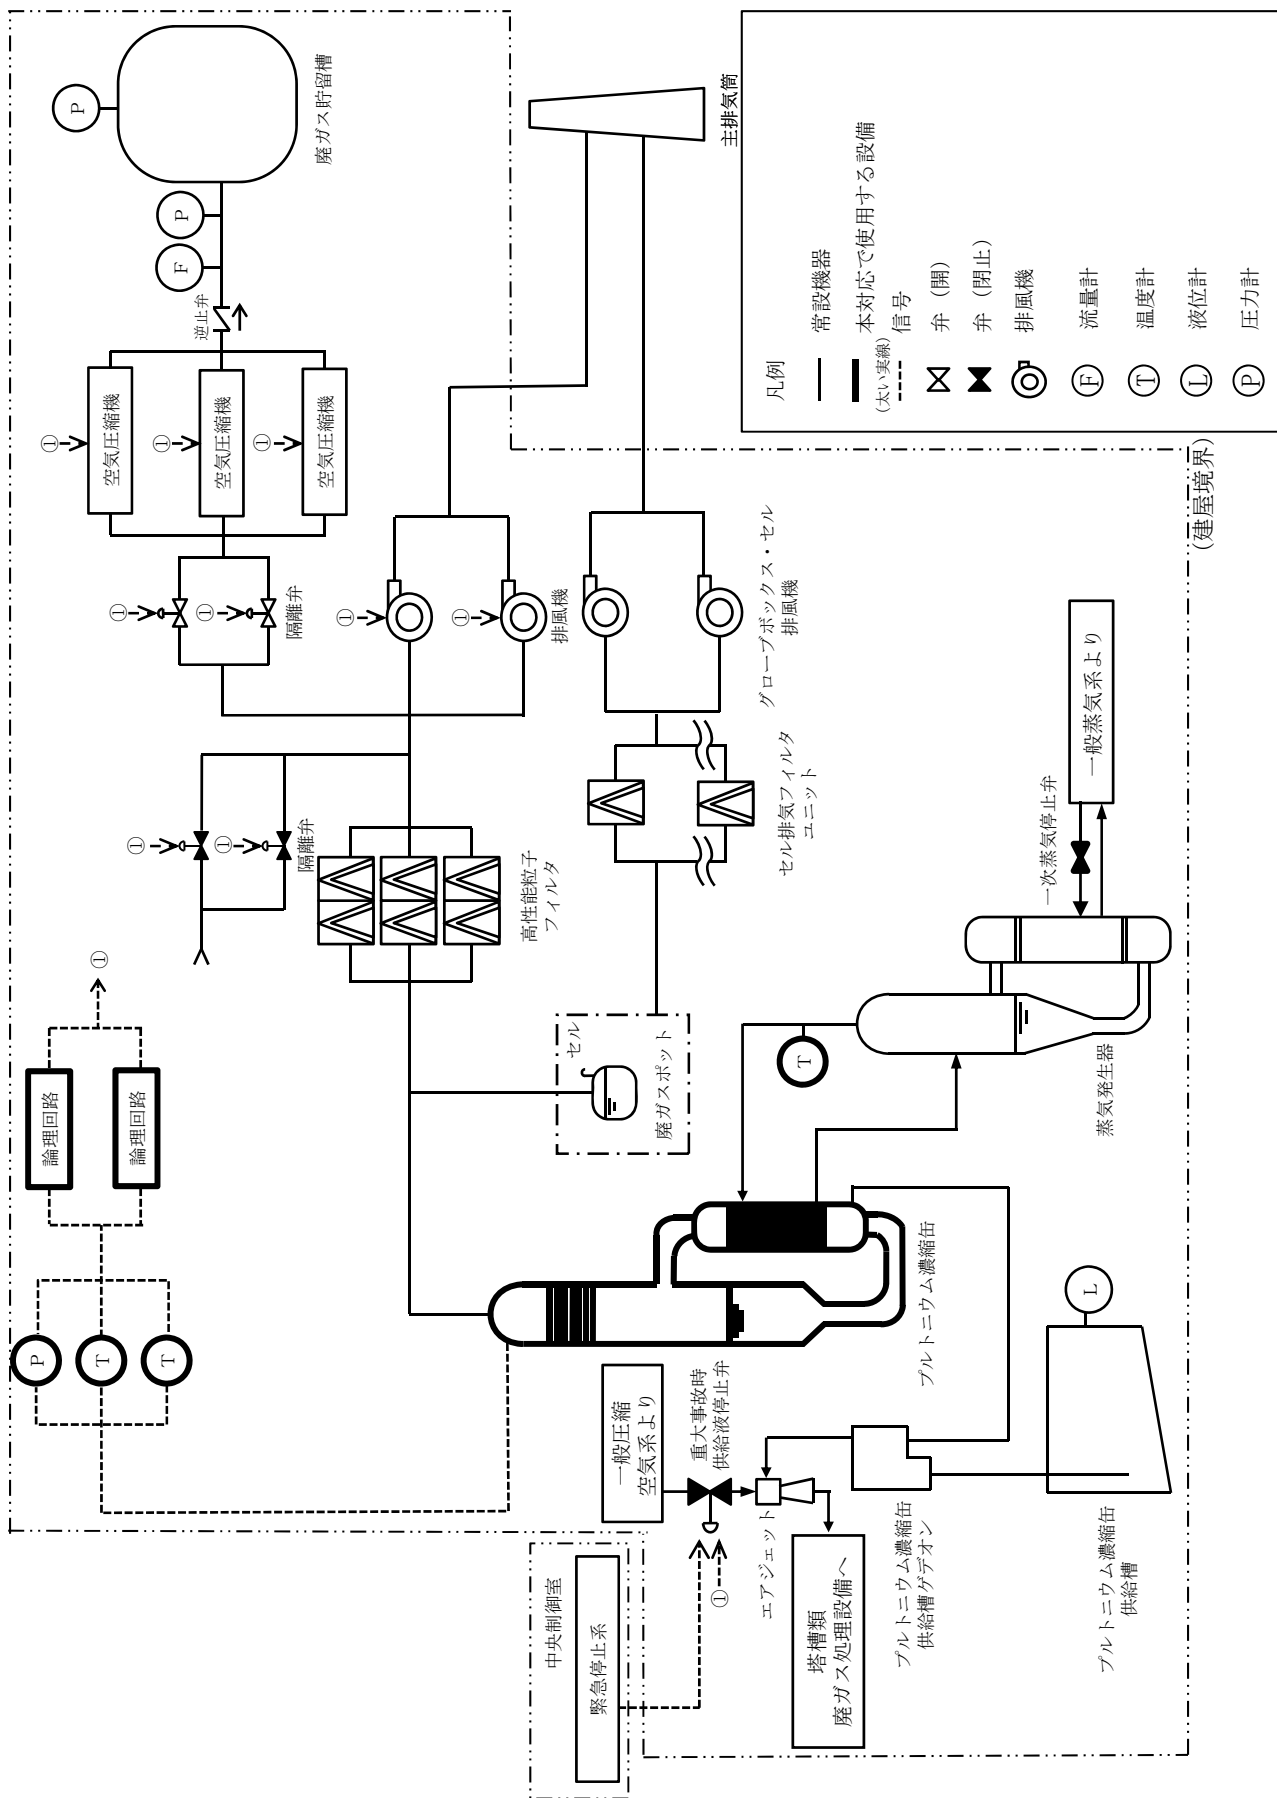 凡例
常設機器
本対応で使用する設備
(太い実線)
信号
弁（開）
弁（閉止）
排風機
F
流量計
T
温度計
L
液位計
P
圧力計
(建屋境界)
主排気筒
P
廃ガス貯留槽
P
F
逆止弁
空気圧縮機
空気圧縮機
空気圧縮機
①
①
①
①
①
隔離弁
①
①
排風機
グローブボックス・セル
排風機
①
①
隔離弁
高性能粒子
フィルタ
セル排気フィルタ
ユニット
①
論理回路
論理回路
P
T
T
セル
廃ガスポット
T
一般蒸気系より
一次蒸気停止弁
蒸気発生器
プルトニウム濃縮缶
L
プルトニウム濃縮缶
供給槽
プルトニウム濃縮缶
供給槽ゲデオン
一般圧縮
空気系より
重大事故時
供給液停止弁
①
エアジェット
塔槽類
廃ガス処理設備へ
中央制御室
緊急停止系